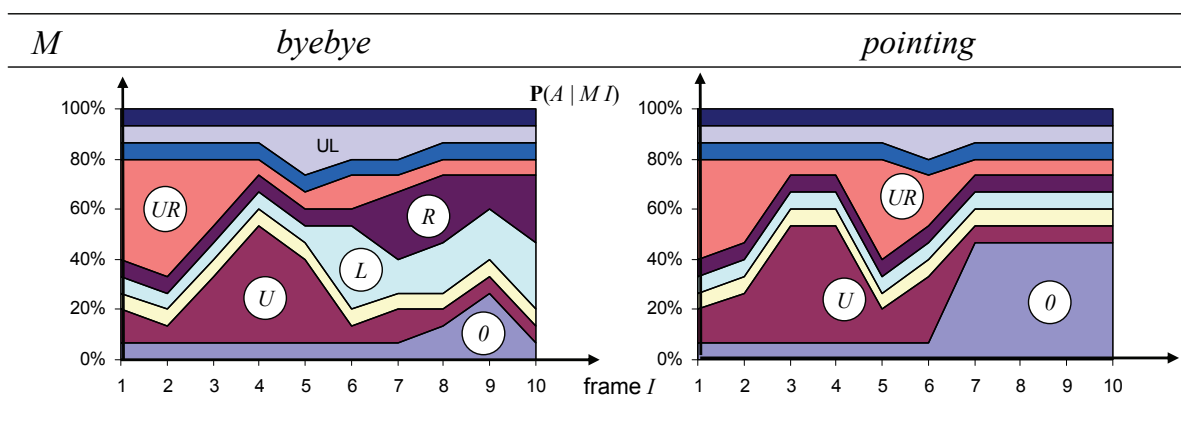 M byebye pointing
P(A | M I)
100% 100%
80% 80%
60% 60%
40% 40%
20% 20%
0% 0%
UL
UR UR
R
L
U U
0 0
1 2 3 4 5 6 7 8 9 10 1 2 3 4 5 6 7 8 9 10
frame I